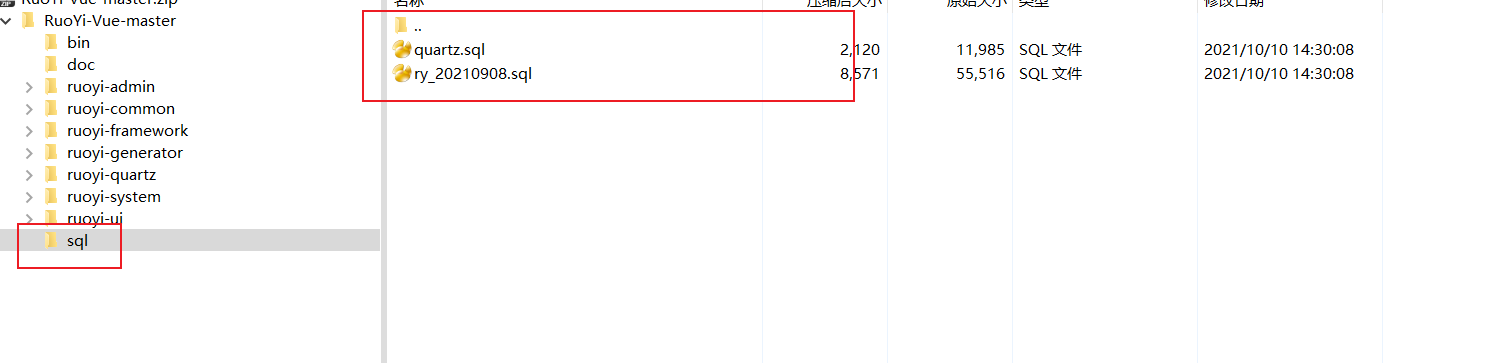 RuoYi-Vue-master.zip
RuoYi-Vue-master
bin
doc
ruoyi-admin
ruoyi-common
ruoyi-framework
ruoyi-generator
ruoyi-quartz
ruoyi-system
ruoyi-ui
sql
名称 压缩后大小 原始大小 类型 修改日期
..
quartz.sql 2,120 11,985 SQL 文件 2021/10/10 14:30:08
ry_20210908.sql 8,571 55,516 SQL 文件 2021/10/10 14:30:08